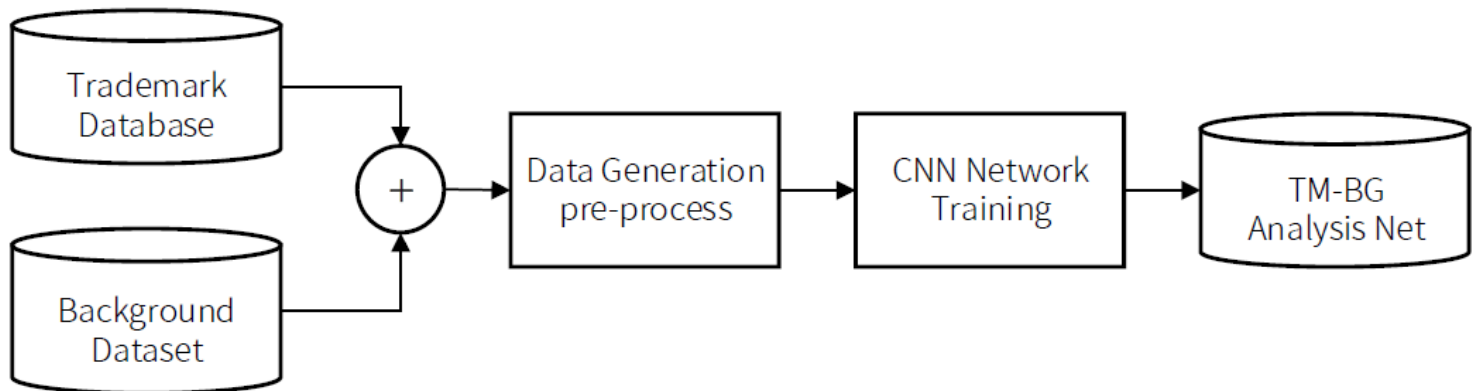 Trademark
Database
Background
Dataset
+
Data Generation
pre-process
CNN Network
Training
TM-BG
Analysis Net